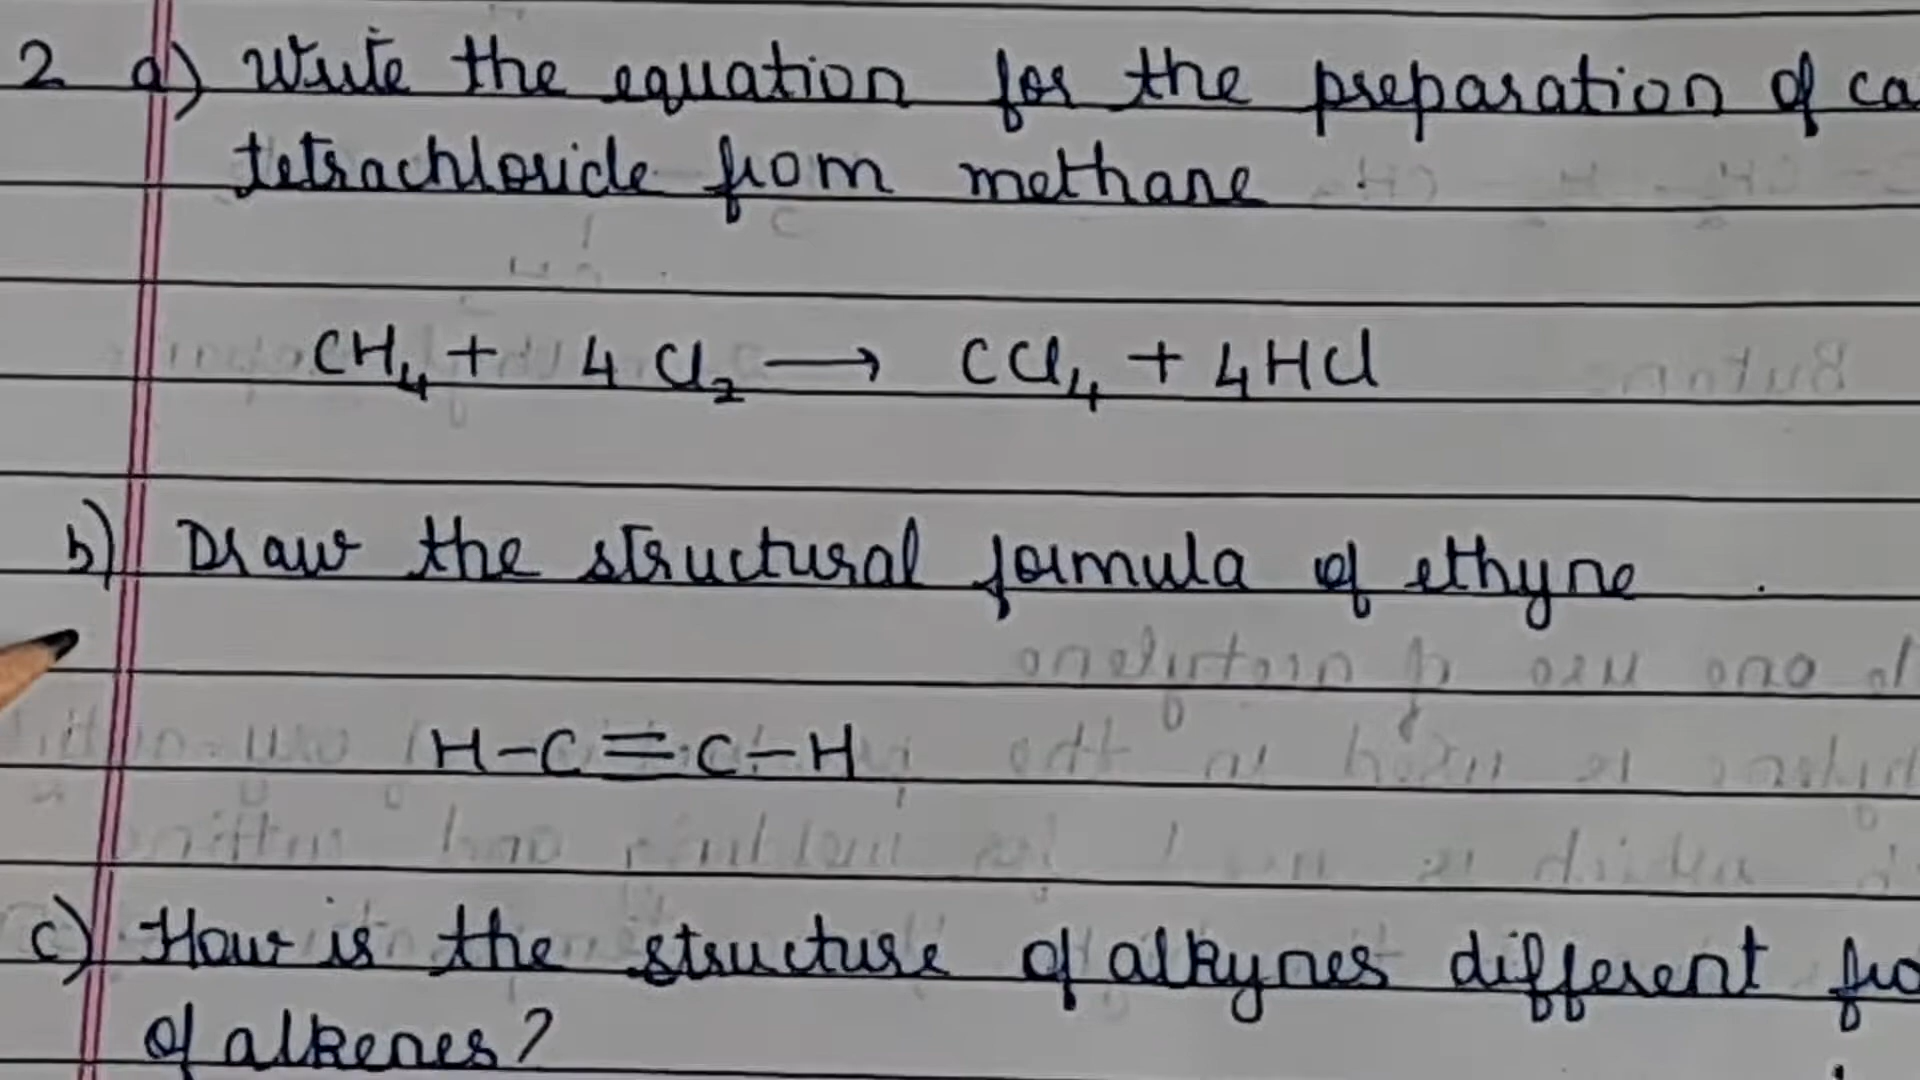 2 a) Write the equation for the preparation of ca
tetrachloride from methane
CH₄ + 4 Cl₂ ⟶ CCl₄ + 4HCl
b) Draw the structural formula of ethyne .
H-C≡C-H
c) How is the structure of alkynes different fro
of alkenes?